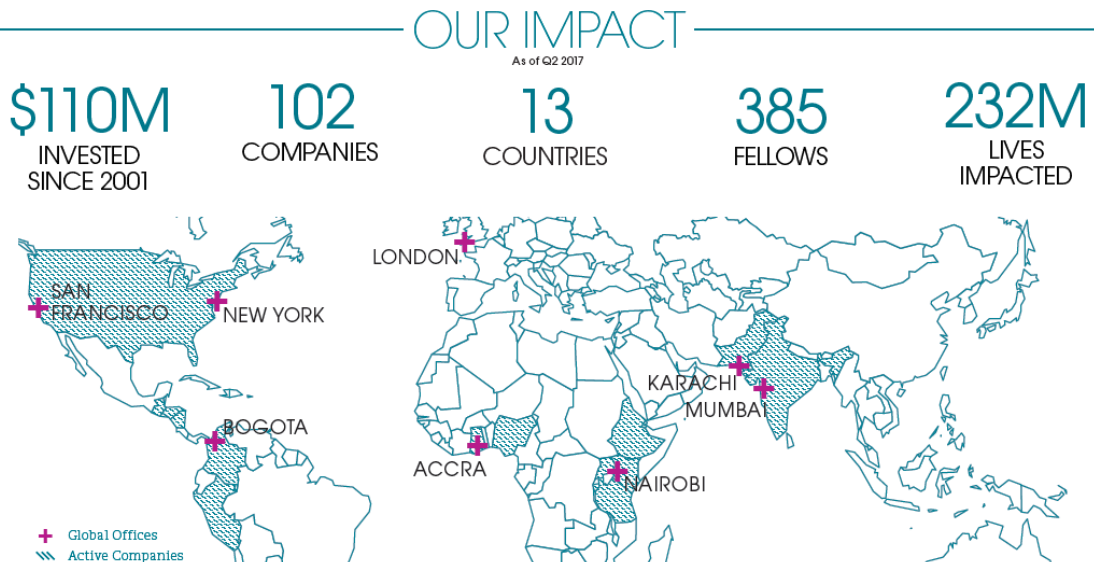 OUR IMPACT
As of Q2 2017
$110M
INVESTED
SINCE 2001
102
COMPANIES
13
COUNTRIES
385
FELLOWS
232M
LIVES
IMPACTED
LONDON
SAN
FRANCISCO
NEW YORK
KARACHI
MUMBAI
BOGOTA
ACCRA
NAIROBI
Global Offices
Active Companies